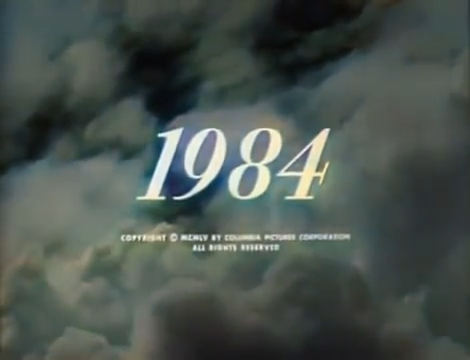 1984
COPYRIGHT © MCMLV BY COLUMBIA PICTURES CORPORATION
ALL RIGHTS RESERVED